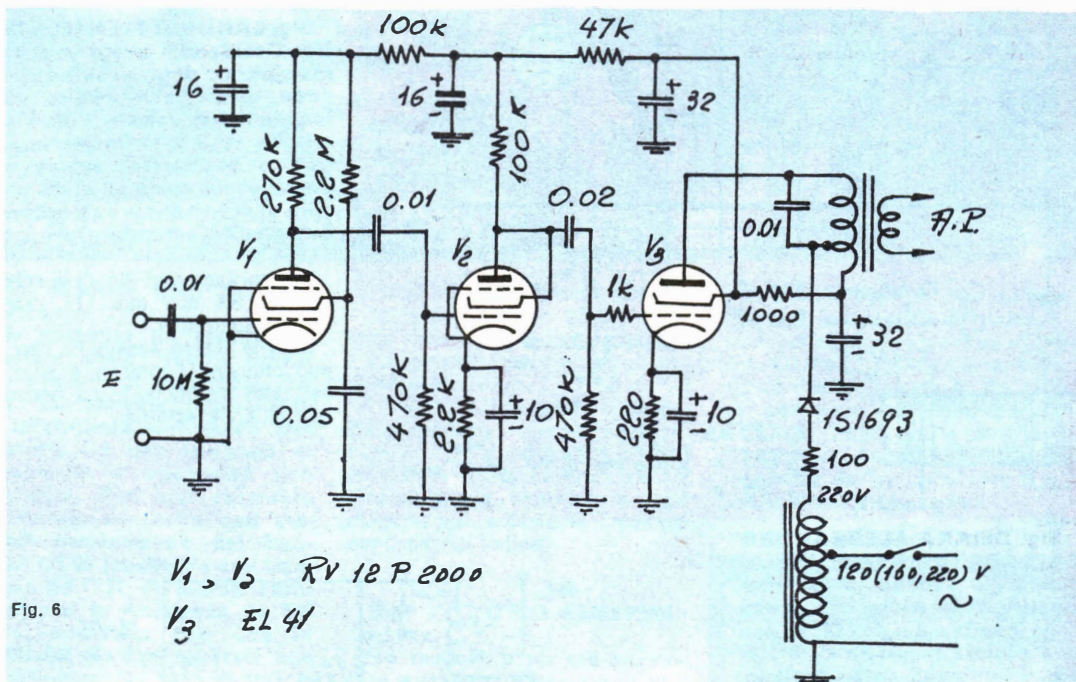 100K
47K
16 +
-
16 +
-
+ 32
-
270K
2.2 M
100 K
0.01
0.02
0.01
V1
V2
V3
A.P.
0.01
1k
1000
E
10M
0.05
470K
2.2K
+ 10
-
470K
220
+ 10
-
+ 32
-
1S1693
100
220V
120(160,220) V
~
V1, V2 RV 12 P 2000
V3 EL 41
Fig. 6